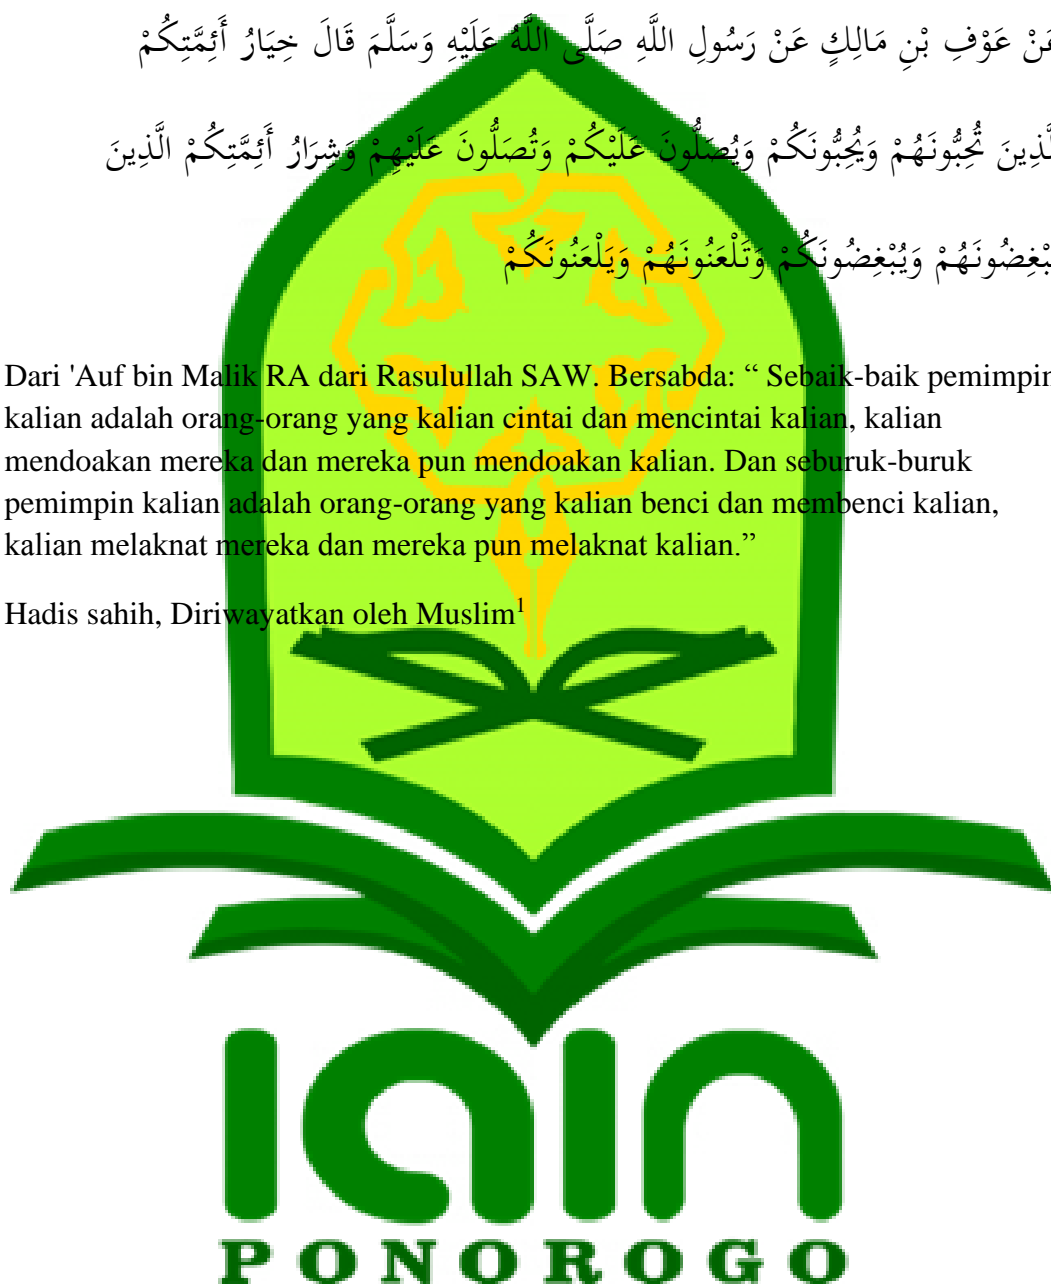 عَنْ عَوْفِ بْنِ مَالِكٍ عَنْ رَسُولِ اللَّهِ صَلَّى اللَّهُ عَلَيْهِ وَسَلَّمَ قَالَ خِيَارُ أَئِمَّتِكُمْ
الَّذِينَ تُحِبُّونَهُمْ وَيُحِبُّونَكُمْ وَيُصَلُّونَ عَلَيْكُمْ وَتُصَلُّونَ عَلَيْهِمْ وَشِرَارُ أَئِمَّتِكُمْ الَّذِينَ
تُبْغِضُونَهُمْ وَيُبْغِضُونَكُمْ وَتَلْعَنُونَهُمْ وَيَلْعَنُونَكُمْ
Dari 'Auf bin Malik RA dari Rasulullah SAW. Bersabda: “ Sebaik-baik pemimpin
kalian adalah orang-orang yang kalian cintai dan mencintai kalian, kalian
mendoakan mereka dan mereka pun mendoakan kalian. Dan seburuk-buruk
pemimpin kalian adalah orang-orang yang kalian benci dan membenci kalian,
kalian melaknat mereka dan mereka pun melaknat kalian.”
Hadis sahih, Diriwayatkan oleh Muslim¹
iain
PONOROGO